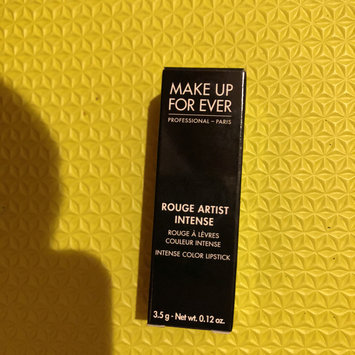 MAKE UP
FOR EVER
PROFESSIONAL – PARIS
ROUGE ARTIST
INTENSE
ROUGE À LÈVRES
COULEUR INTENSE
INTENSE COLOR LIPSTICK
3.5 g - Net wt. 0.12 oz.